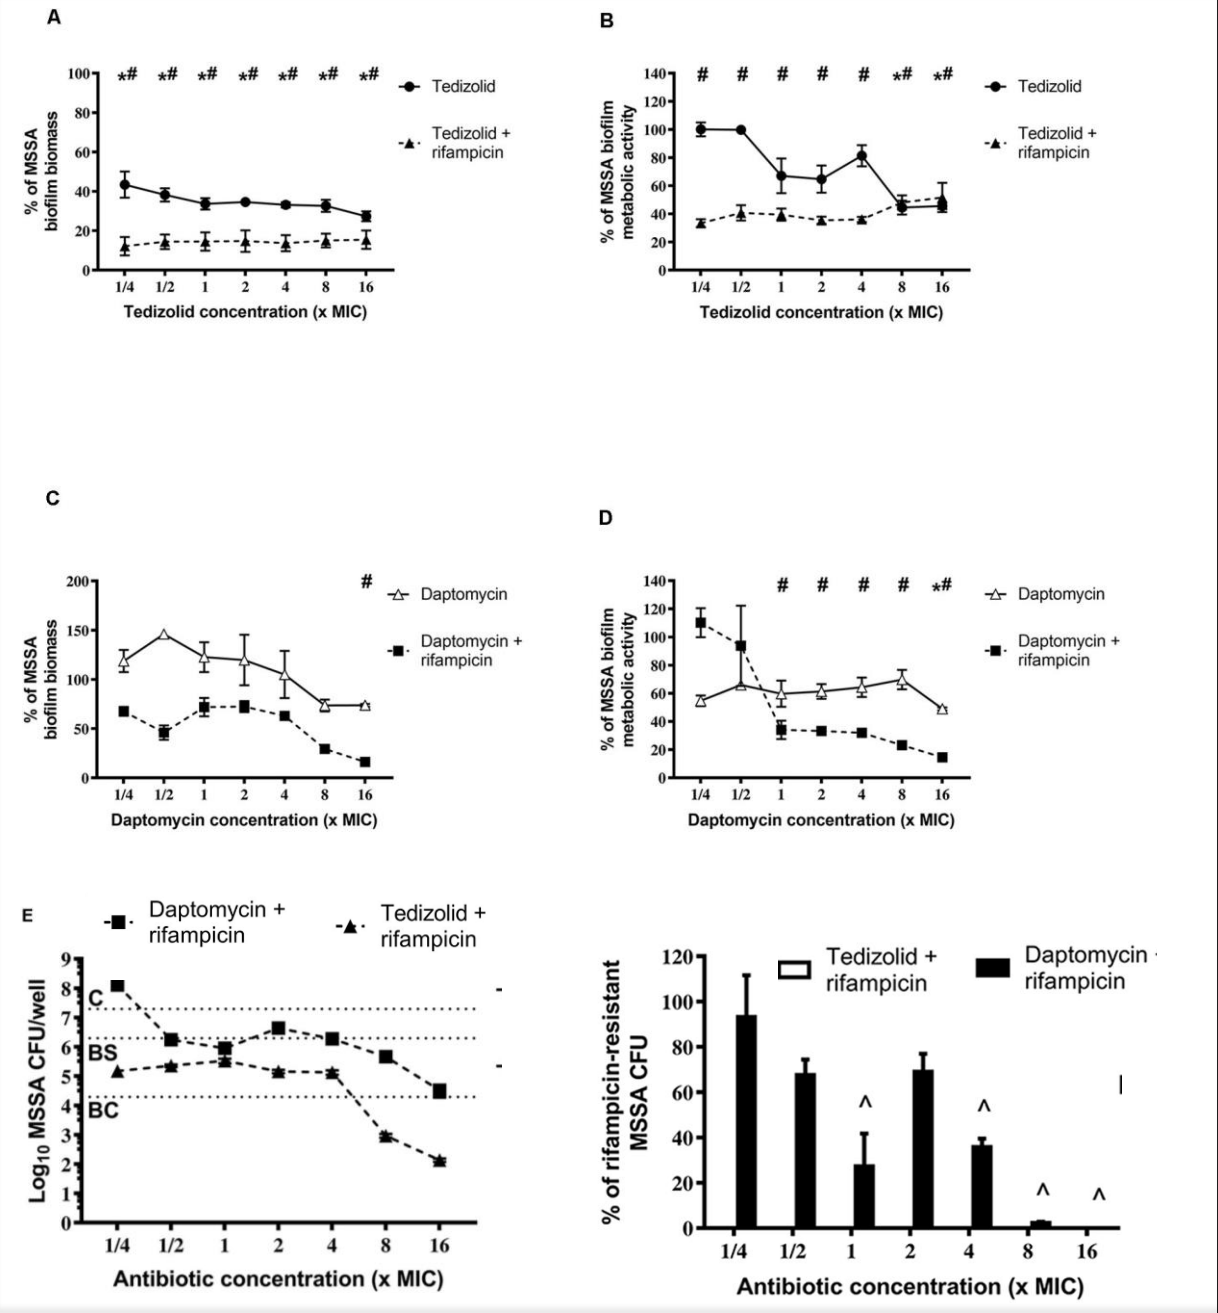 A
*# *# *# *# *# *# *#
100
80
60
40
20
0
% of MSSA
biofilm biomass
1/4 1/2 1 2 4 8 16
Tedizolid concentration (x MIC)
Tedizolid
Tedizolid +
rifampicin
B
# # # # # *# *#
140
120
100
80
60
40
20
0
% of MSSA biofilm
metabolic activity
1/4 1/2 1 2 4 8 16
Tedizolid concentration (x MIC)
Tedizolid
Tedizolid +
rifampicin
C
#
200
150
100
50
0
% of MSSA
biofilm biomass
1/4 1/2 1 2 4 8 16
Daptomycin concentration (x MIC)
Daptomycin
Daptomycin +
rifampicin
D
# # # # *#
140
120
100
80
60
40
20
0
% of MSSA biofilm
metabolic activity
1/4 1/2 1 2 4 8 16
Daptomycin concentration (x MIC)
Daptomycin
Daptomycin +
rifampicin
E
Daptomycin +
rifampicin
Tedizolid +
rifampicin
9
8
7
6
5
4
3
2
1
0
C
BS
BC
Log10 MSSA CFU/well
1/4 1/2 1 2 4 8 16
Antibiotic concentration (x MIC)
Tedizolid +
rifampicin
Daptomycin
rifampicin
120
100
80
60
40
20
0
% of rifampicin-resistant
MSSA CFU
^ ^ ^ ^
1/4 1/2 1 2 4 8 16
Antibiotic concentration (x MIC)